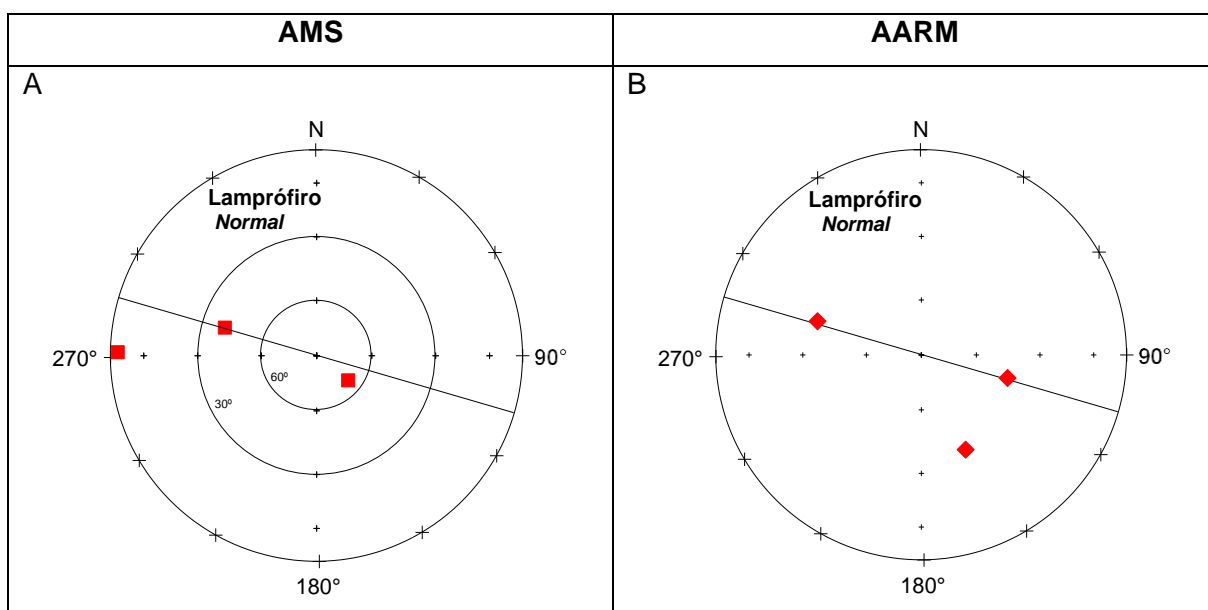 AMS
AARM
A
N
Lamprófiro
Normal
270°
90°
60º
30º
180°
B
N
Lamprófiro
Normal
270°
90°
180°